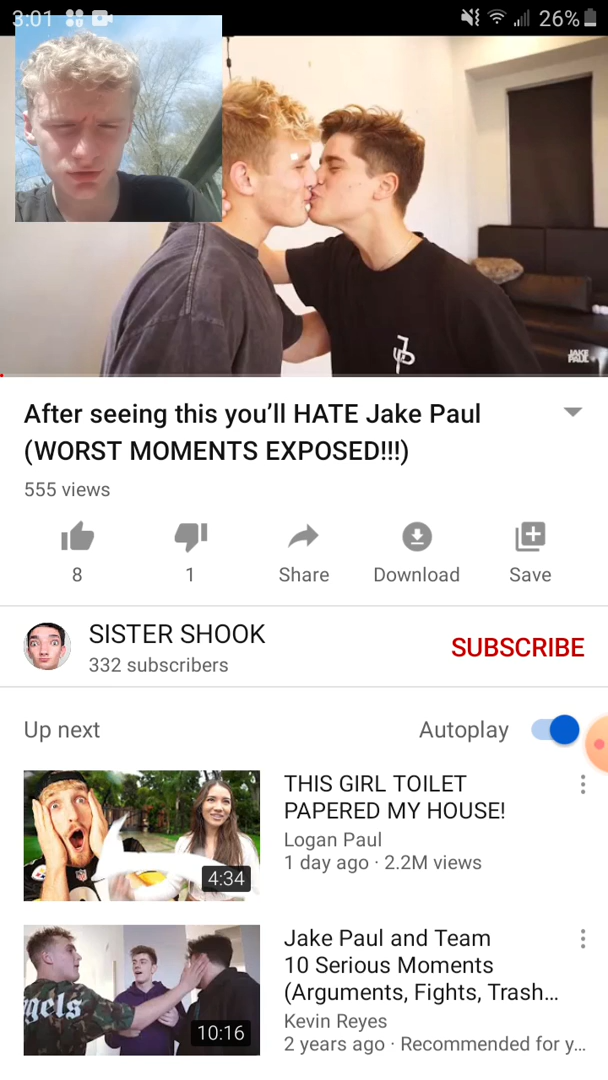 3:01
26%
JAKE
PAUL
After seeing this you'll HATE Jake Paul
(WORST MOMENTS EXPOSED!!!)
555 views
8
1
Share
Download
Save
SISTER SHOOK
332 subscribers
SUBSCRIBE
Up next
Autoplay
THIS GIRL TOILET
PAPERED MY HOUSE!
Logan Paul
1 day ago · 2.2M views
4:34
Jake Paul and Team
10 Serious Moments
(Arguments, Fights, Trash...
Kevin Reyes
2 years ago · Recommended for y...
gels
10:16